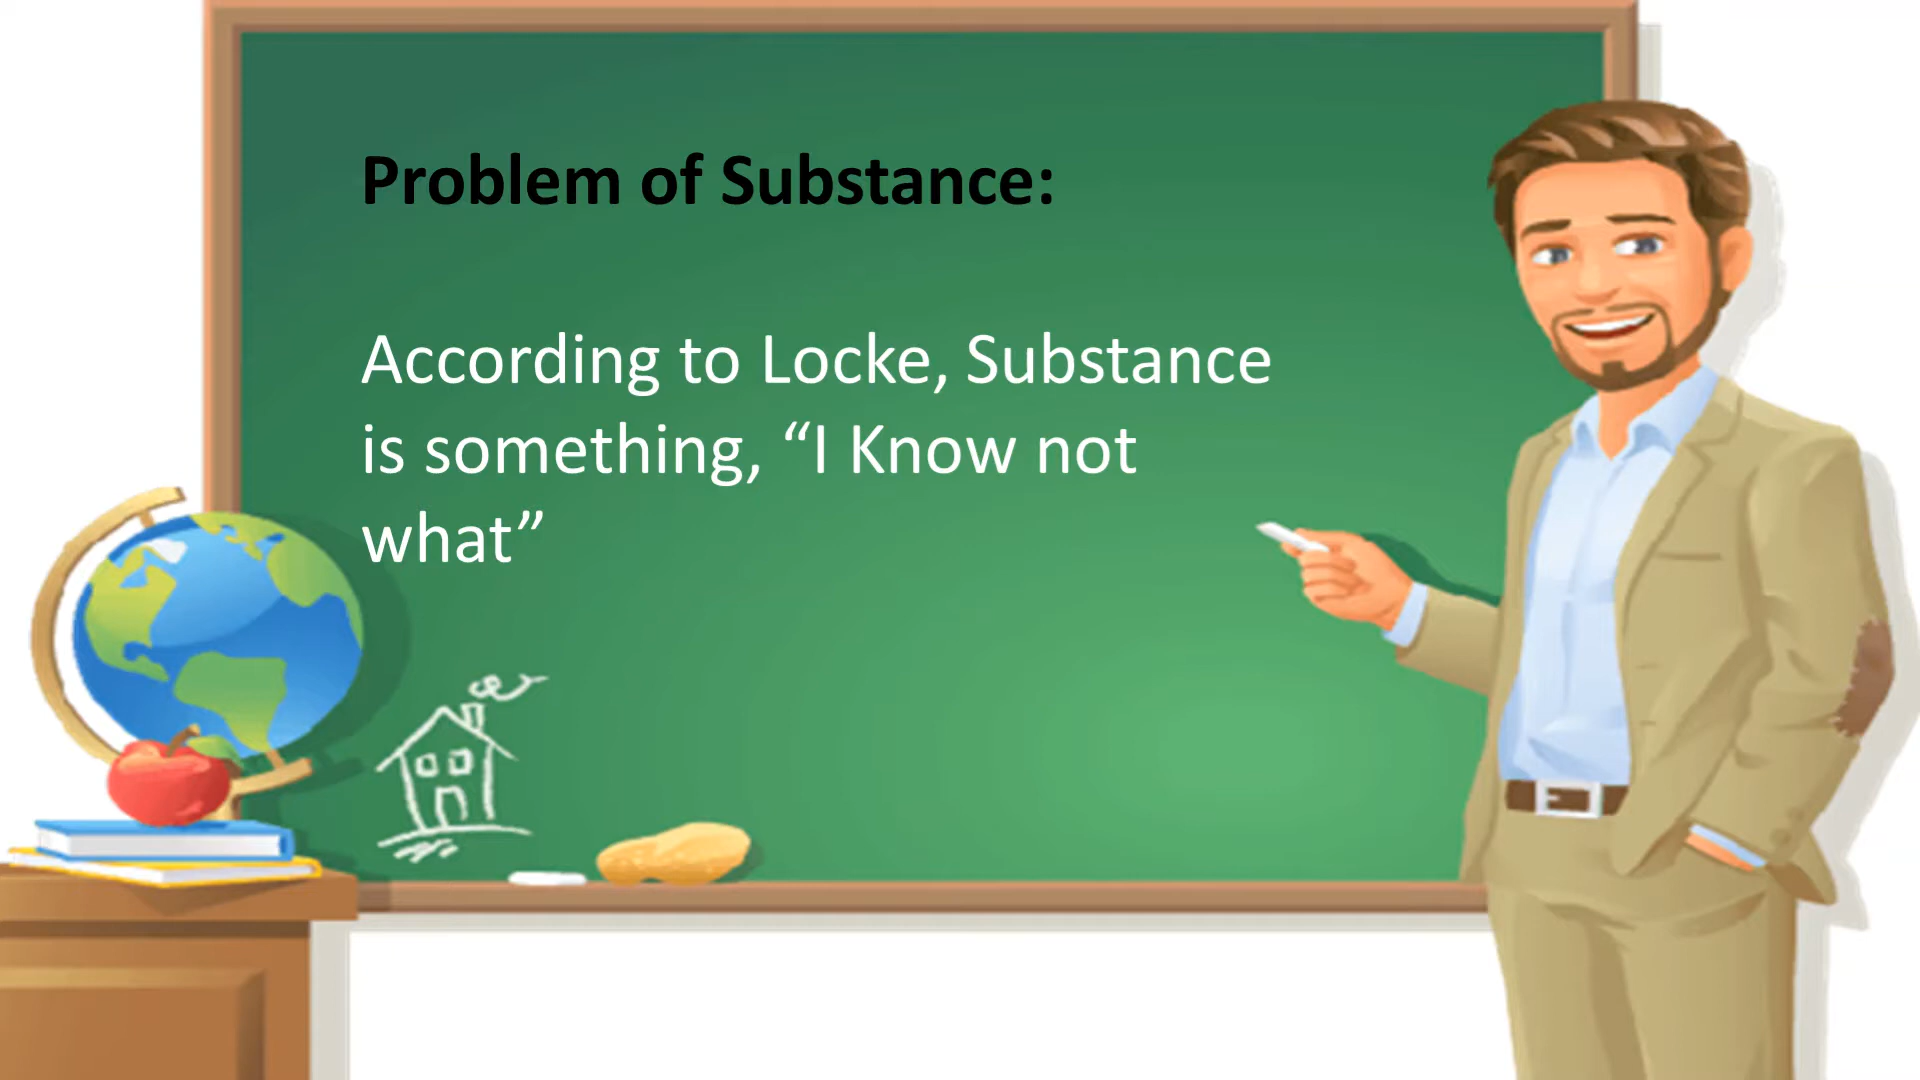 Problem of Substance:
According to Locke, Substance
is something, “I Know not
what”